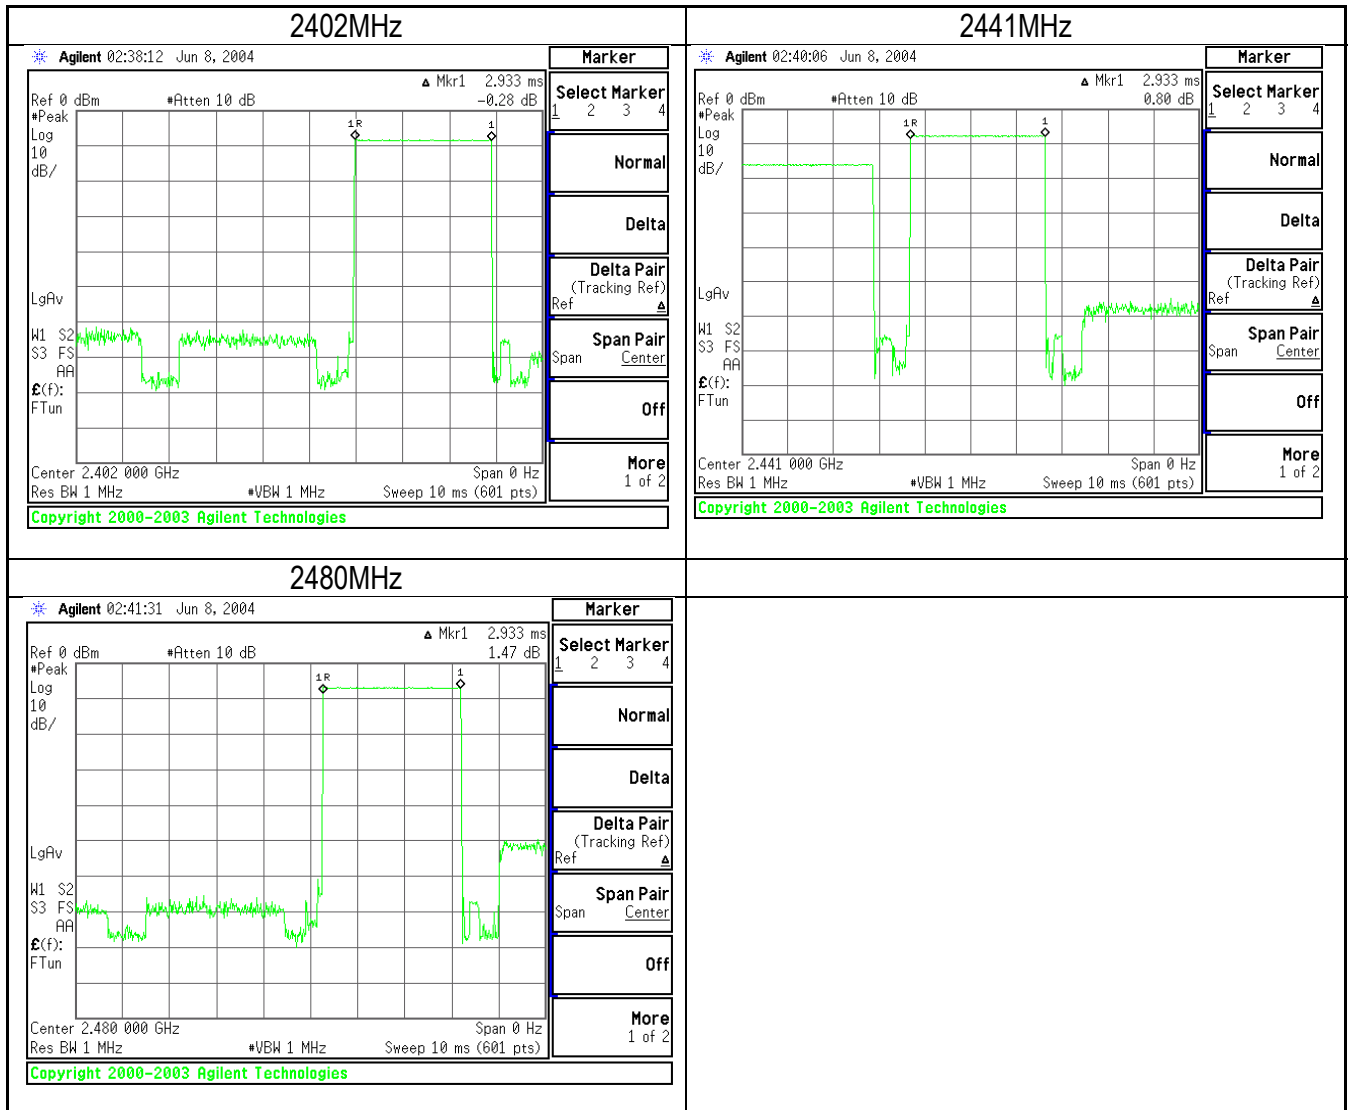 2402MHz
Agilent 02:38:12 Jun 8, 2004
Marker
Δ Mkr1 2.933 ms
Ref 0 dBm #Atten 10 dB -0.28 dB
Select Marker
1 2 3 4
#Peak
Log
10
dB/
1R 1
Normal
Delta
Delta Pair
(Tracking Ref)
Ref Δ
LgAv
Span Pair
Span Center
W1 S2
S3 FS
AA
£(f):
FTun
Off
Center 2.402 000 GHz Span 0 Hz
Res BW 1 MHz #VBW 1 MHz Sweep 10 ms (601 pts)
More
1 of 2
Copyright 2000-2003 Agilent Technologies
2441MHz
Agilent 02:40:06 Jun 8, 2004
Marker
Δ Mkr1 2.933 ms
Ref 0 dBm #Atten 10 dB 0.80 dB
Select Marker
1 2 3 4
#Peak
Log
10
dB/
1R 1
Normal
Delta
Delta Pair
(Tracking Ref)
Ref Δ
LgAv
Span Pair
Span Center
W1 S2
S3 FS
AA
£(f):
FTun
Off
Center 2.441 000 GHz Span 0 Hz
Res BW 1 MHz #VBW 1 MHz Sweep 10 ms (601 pts)
More
1 of 2
Copyright 2000-2003 Agilent Technologies
2480MHz
Agilent 02:41:31 Jun 8, 2004
Marker
Δ Mkr1 2.933 ms
Ref 0 dBm #Atten 10 dB 1.47 dB
Select Marker
1 2 3 4
#Peak
Log
10
dB/
1R 1
Normal
Delta
Delta Pair
(Tracking Ref)
Ref Δ
LgAv
Span Pair
Span Center
W1 S2
S3 FS
AA
£(f):
FTun
Off
Center 2.480 000 GHz Span 0 Hz
Res BW 1 MHz #VBW 1 MHz Sweep 10 ms (601 pts)
More
1 of 2
Copyright 2000-2003 Agilent Technologies